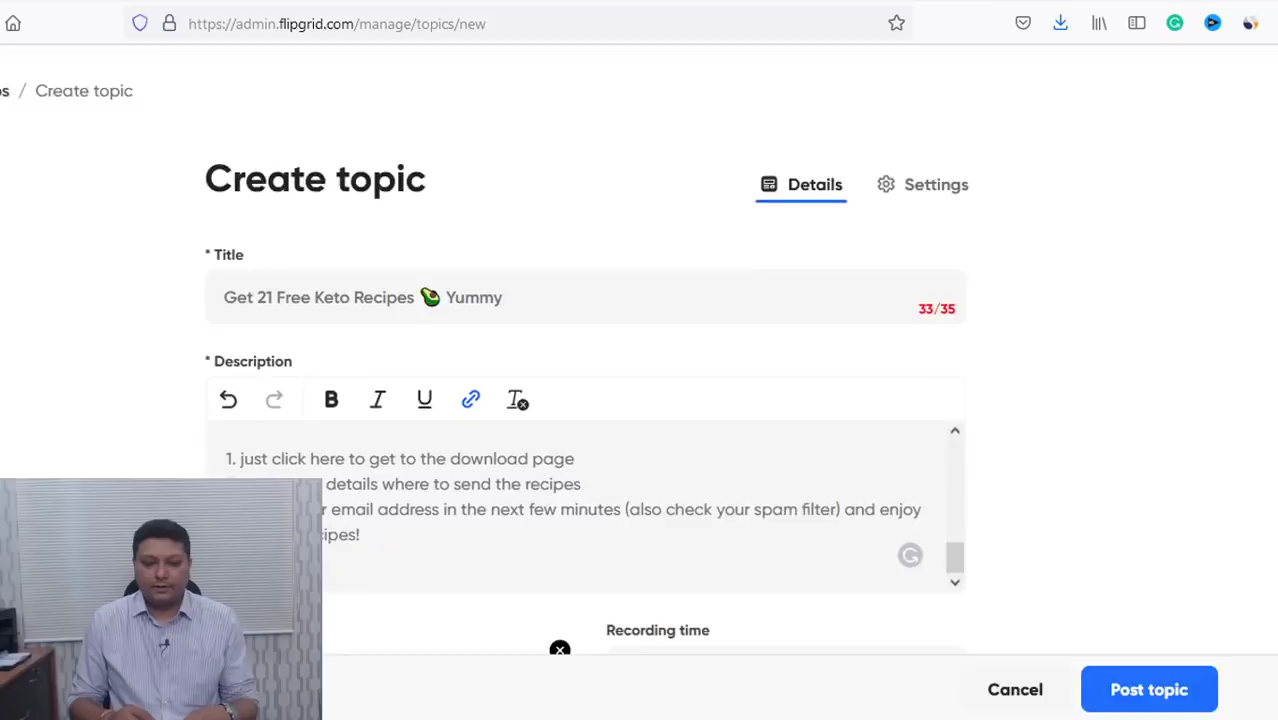 https://admin.flipgrid.com/manage/topics/new
/ Create topic
Create topic
Details
Settings
* Title
Get 21 Free Keto Recipes 🥑 Yummy
33/35
* Description
1. just click here to get to the download page
details where to send the recipes
email address in the next few minutes (also check your spam filter) and enjoy
Recording time
Cancel
Post topic